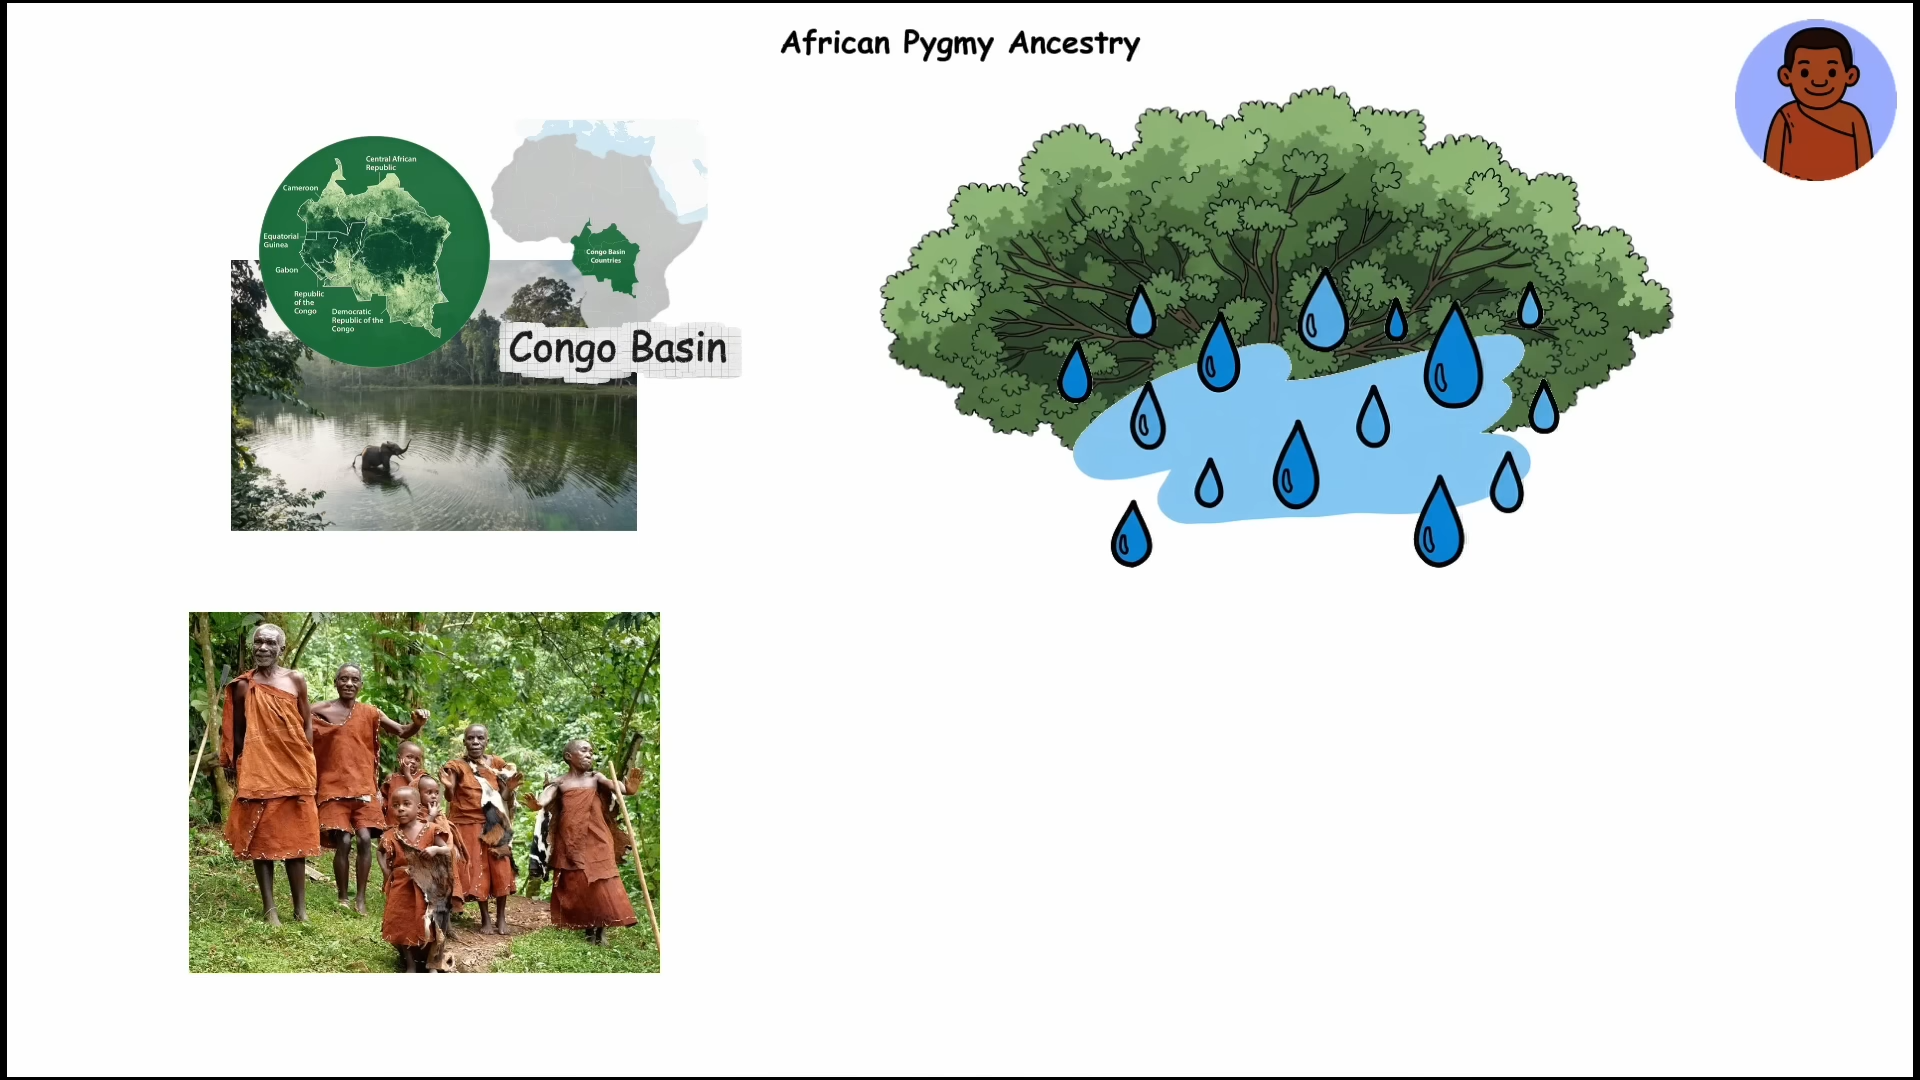 African Pygmy Ancestry
Central African
Republic
Cameroon
Equatorial
Guinea
Gabon
Republic
of the
Congo
Democratic
Republic of the
Congo
Congo Basin
Countries
Congo Basin